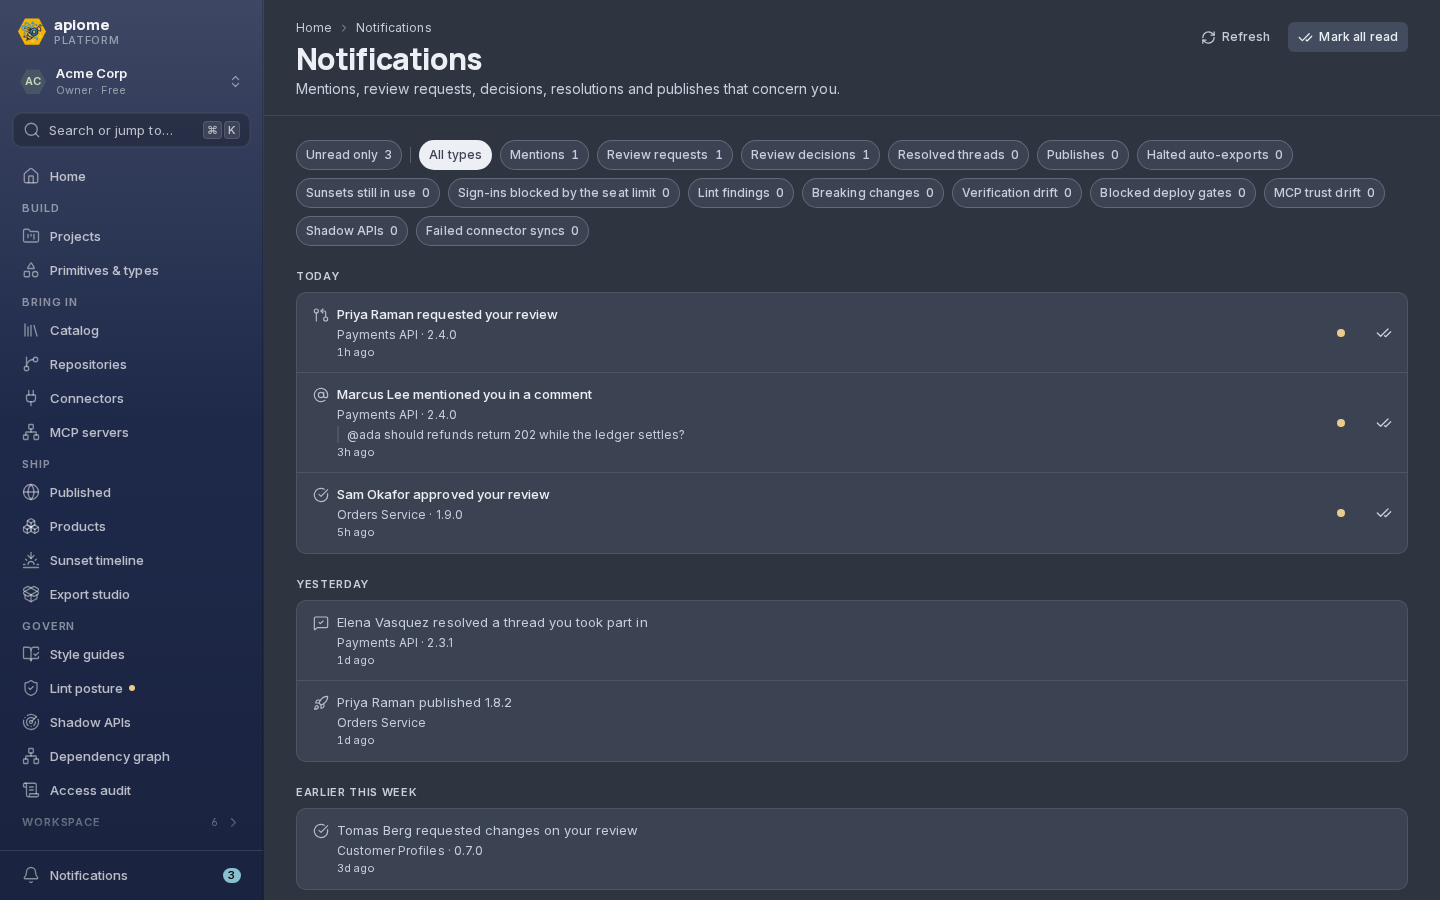 apiome
PLATFORM
AC
Acme Corp
Owner · Free
Search or jump to…
⌘ K
Home
BUILD
Projects
Primitives & types
BRING IN
Catalog
Repositories
Connectors
MCP servers
SHIP
Published
Products
Sunset timeline
Export studio
GOVERN
Style guides
Lint posture
Shadow APIs
Dependency graph
Access audit
WORKSPACE 6
Notifications 3
Home > Notifications
Notifications
Mentions, review requests, decisions, resolutions and publishes that concern you.
Refresh
Mark all read
Unread only 3
All types
Mentions 1
Review requests 1
Review decisions 1
Resolved threads 0
Publishes 0
Halted auto-exports 0
Sunsets still in use 0
Sign-ins blocked by the seat limit 0
Lint findings 0
Breaking changes 0
Verification drift 0
Blocked deploy gates 0
MCP trust drift 0
Shadow APIs 0
Failed connector syncs 0
TODAY
Priya Raman requested your review
Payments API · 2.4.0
1h ago
Marcus Lee mentioned you in a comment
Payments API · 2.4.0
@ada should refunds return 202 while the ledger settles?
3h ago
Sam Okafor approved your review
Orders Service · 1.9.0
5h ago
YESTERDAY
Elena Vasquez resolved a thread you took part in
Payments API · 2.3.1
1d ago
Priya Raman published 1.8.2
Orders Service
1d ago
EARLIER THIS WEEK
Tomas Berg requested changes on your review
Customer Profiles · 0.7.0
3d ago